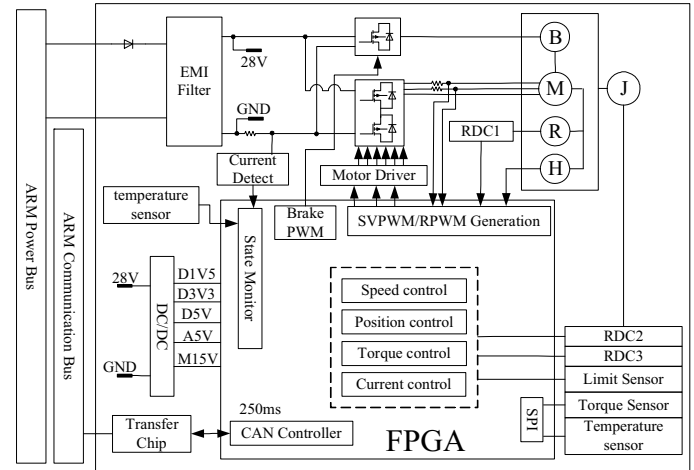 ARM Power Bus
ARM Communication Bus
EMI
Filter
28V
GND
B
M
R
H
J
RDC1
Current
Detect
Motor Driver
temperature
sensor
Brake
PWM
SVPWM/RPWM Generation
State Monitor
28V
GND
DC/DC
D1V5
D3V3
D5V
A5V
M15V
Speed control
Position control
Torque control
Current control
RDC2
RDC3
Limit Sensor
Torque Sensor
Temperature
sensor
SPI
Transfer
Chip
250ms
CAN Controller
FPGA